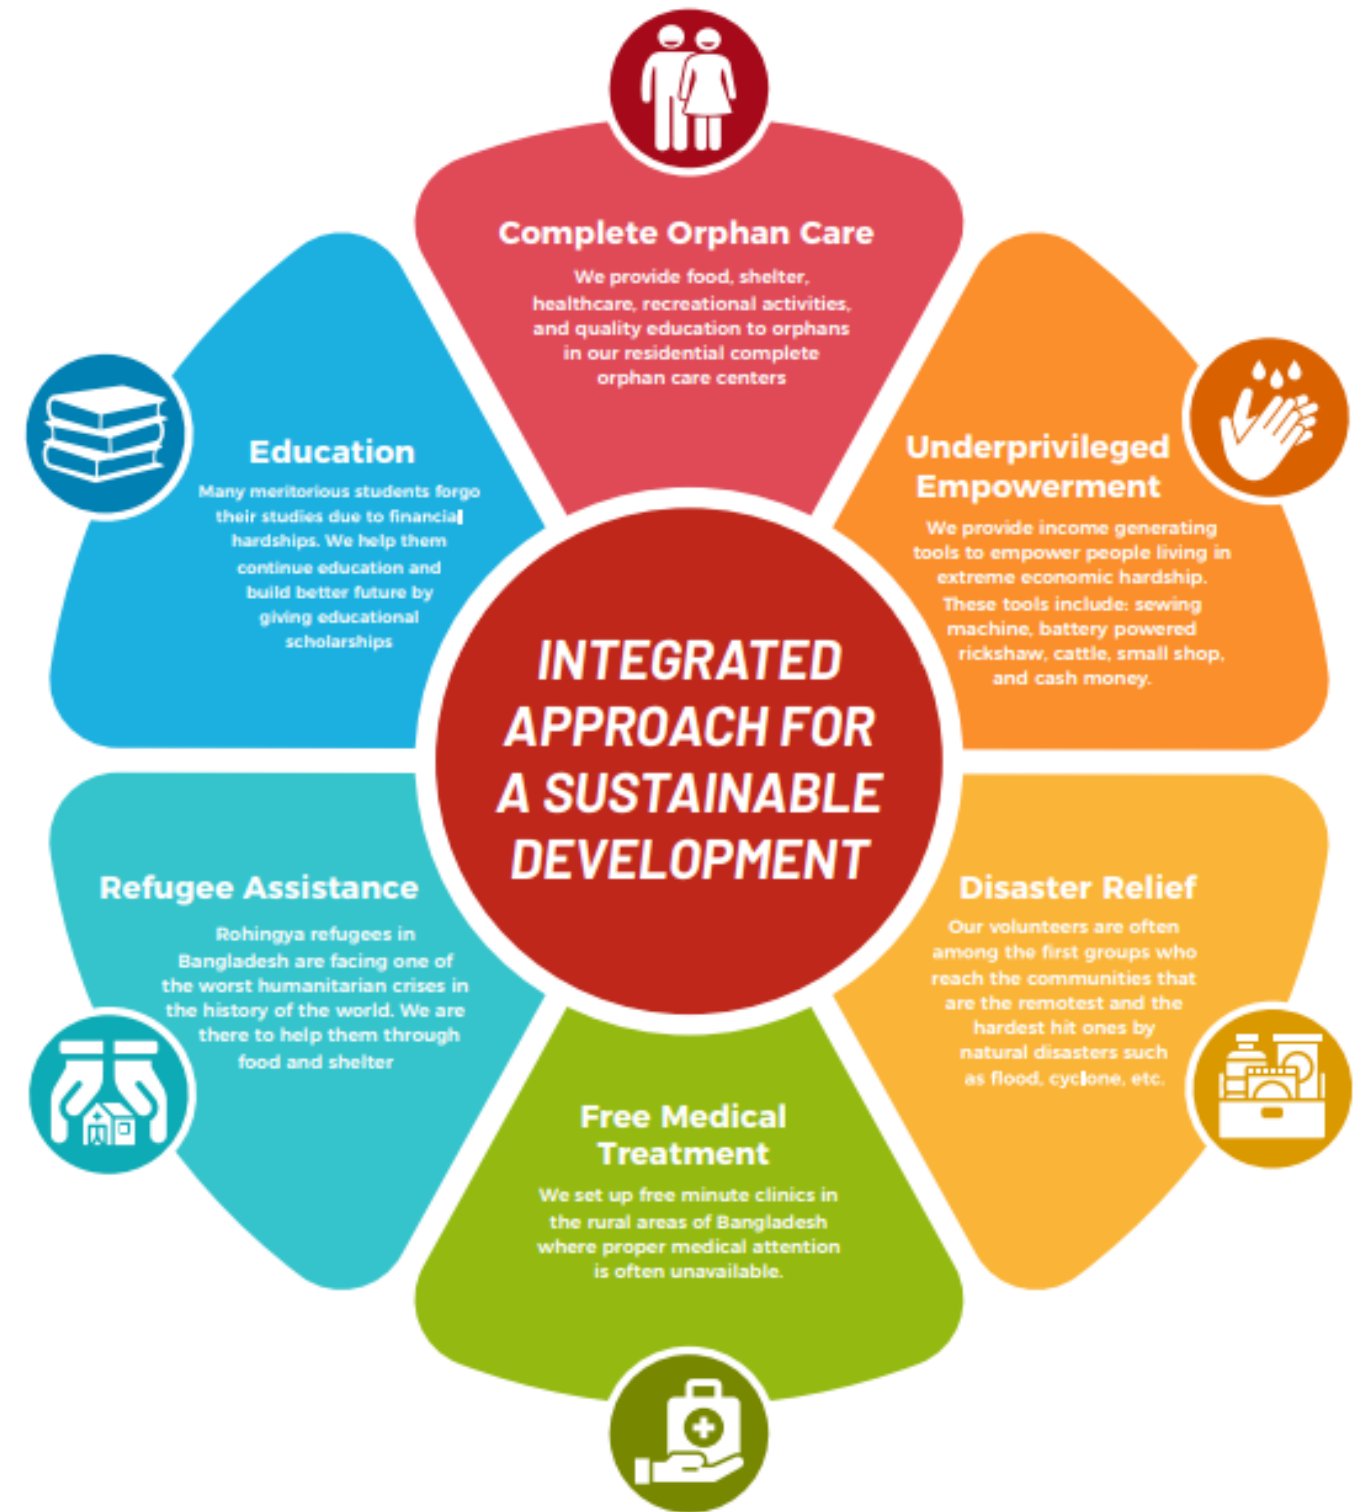 Complete Orphan Care
We provide food, shelter,
healthcare, recreational activities,
and quality education to orphans
in our residential complete
orphan care centers
Underprivileged
Empowerment
We provide income generating
tools to empower people living in
extreme economic hardship.
These tools include: sewing
machine, battery powered
rickshaw, cattle, small shop,
and cash money.
Disaster Relief
Our volunteers are often
among the first groups who
reach the communities that
are the remotest and the
hardest hit ones by
natural disasters such
as flood, cyclone, etc.
Free Medical
Treatment
We set up free minute clinics in
the rural areas of Bangladesh
where proper medical attention
is often unavailable.
Refugee Assistance
Rohingya refugees in
Bangladesh are facing one of
the worst humanitarian crises in
the history of the world. We are
there to help them through
food and shelter
Education
Many meritorious students forgo
their studies due to financial
hardships. We help them
continue education and
build better future by
giving educational
scholarships
INTEGRATED
APPROACH FOR
A SUSTAINABLE
DEVELOPMENT